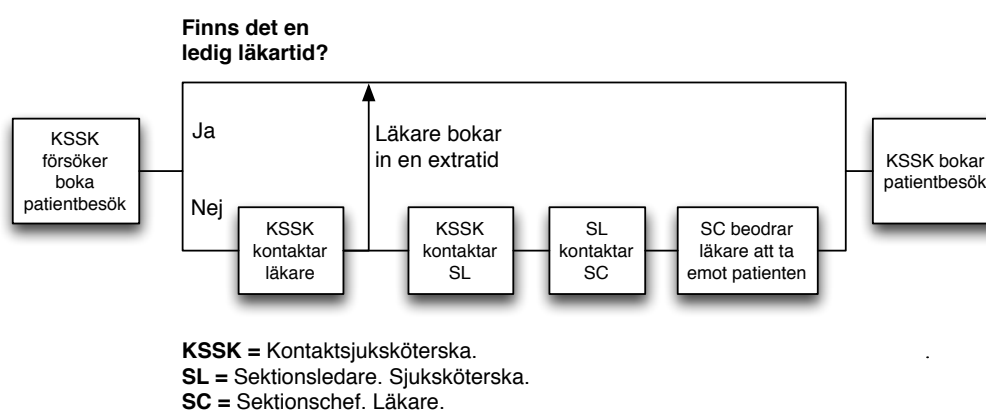 Finns det en
ledig läkartid?
KSSK
försöker
boka
patientbesök
Ja
Nej
KSSK
kontaktar
läkare
Läkare bokar
in en extratid
KSSK
kontaktar
SL
SL
kontaktar
SC
SC beodrar
läkare att ta
emot patienten
KSSK bokar
patientbesök
KSSK = Kontaktsjuksköterska.
SL = Sektionsledare. Sjuksköterska.
SC = Sektionschef. Läkare.
.